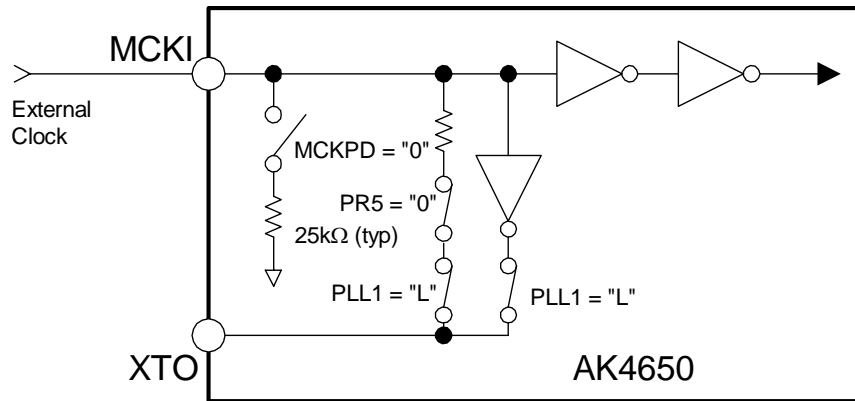 MCKI
External
Clock
MCKPD = "0"
PR5 = "0"
25kΩ (typ)
PLL1 = "L"
PLL1 = "L"
XTO
AK4650